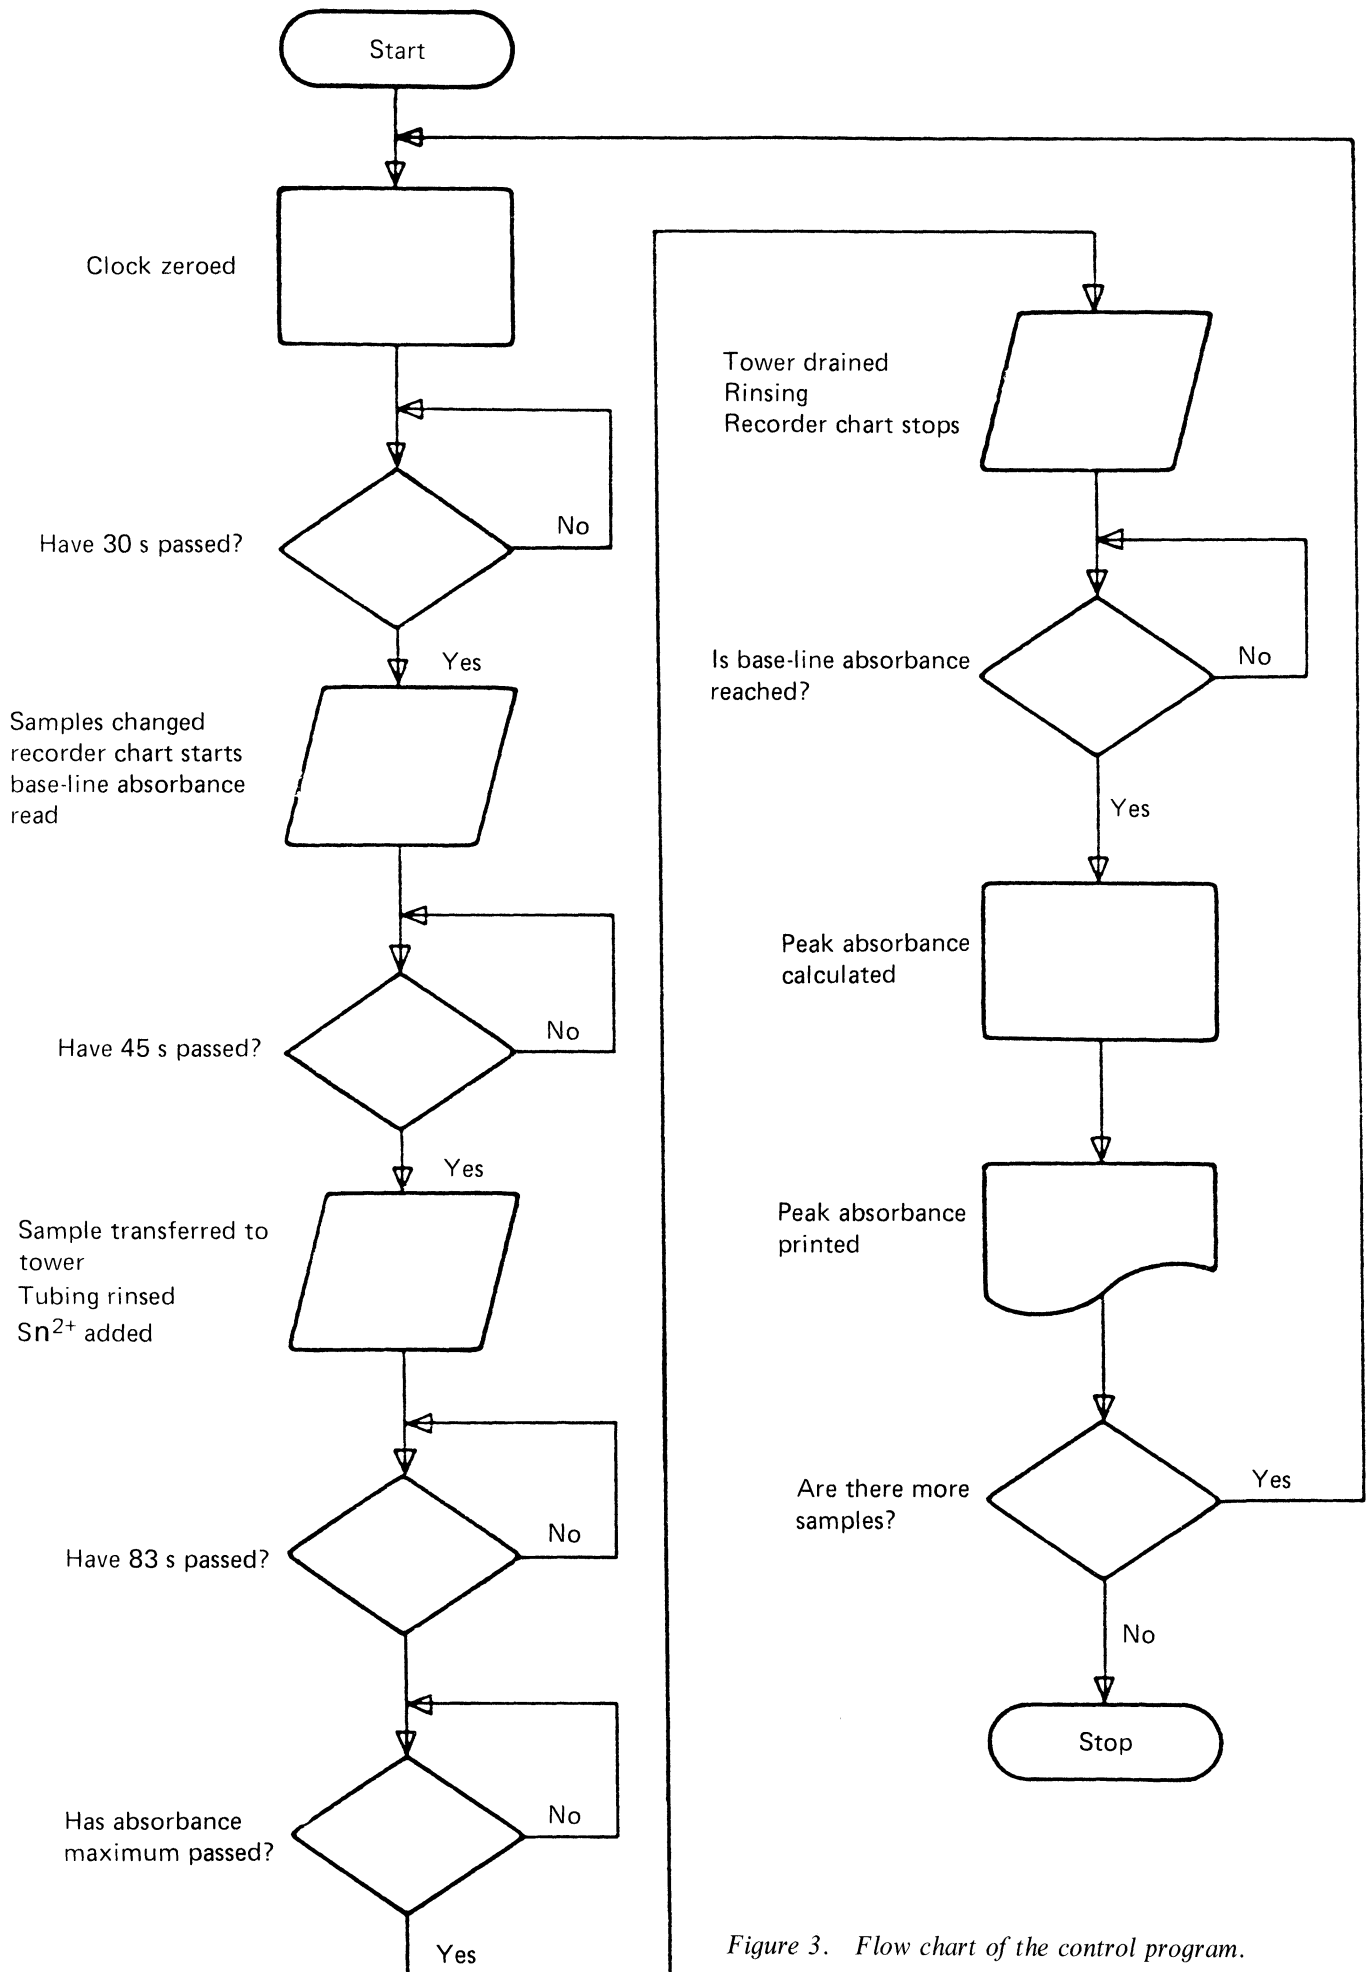 Start
Clock zeroed
Have 30 s passed?
No
Yes
Samples changed
recorder chart starts
base-line absorbance
read
Have 45 s passed?
No
Yes
Sample transferred to
tower
Tubing rinsed
Sn²⁺ added
Have 83 s passed?
No
Has absorbance
maximum passed?
No
Yes
Tower drained
Rinsing
Recorder chart stops
Is base-line absorbance
reached?
No
Yes
Peak absorbance
calculated
Peak absorbance
printed
Are there more
samples?
Yes
No
Stop
Figure 3. Flow chart of the control program.